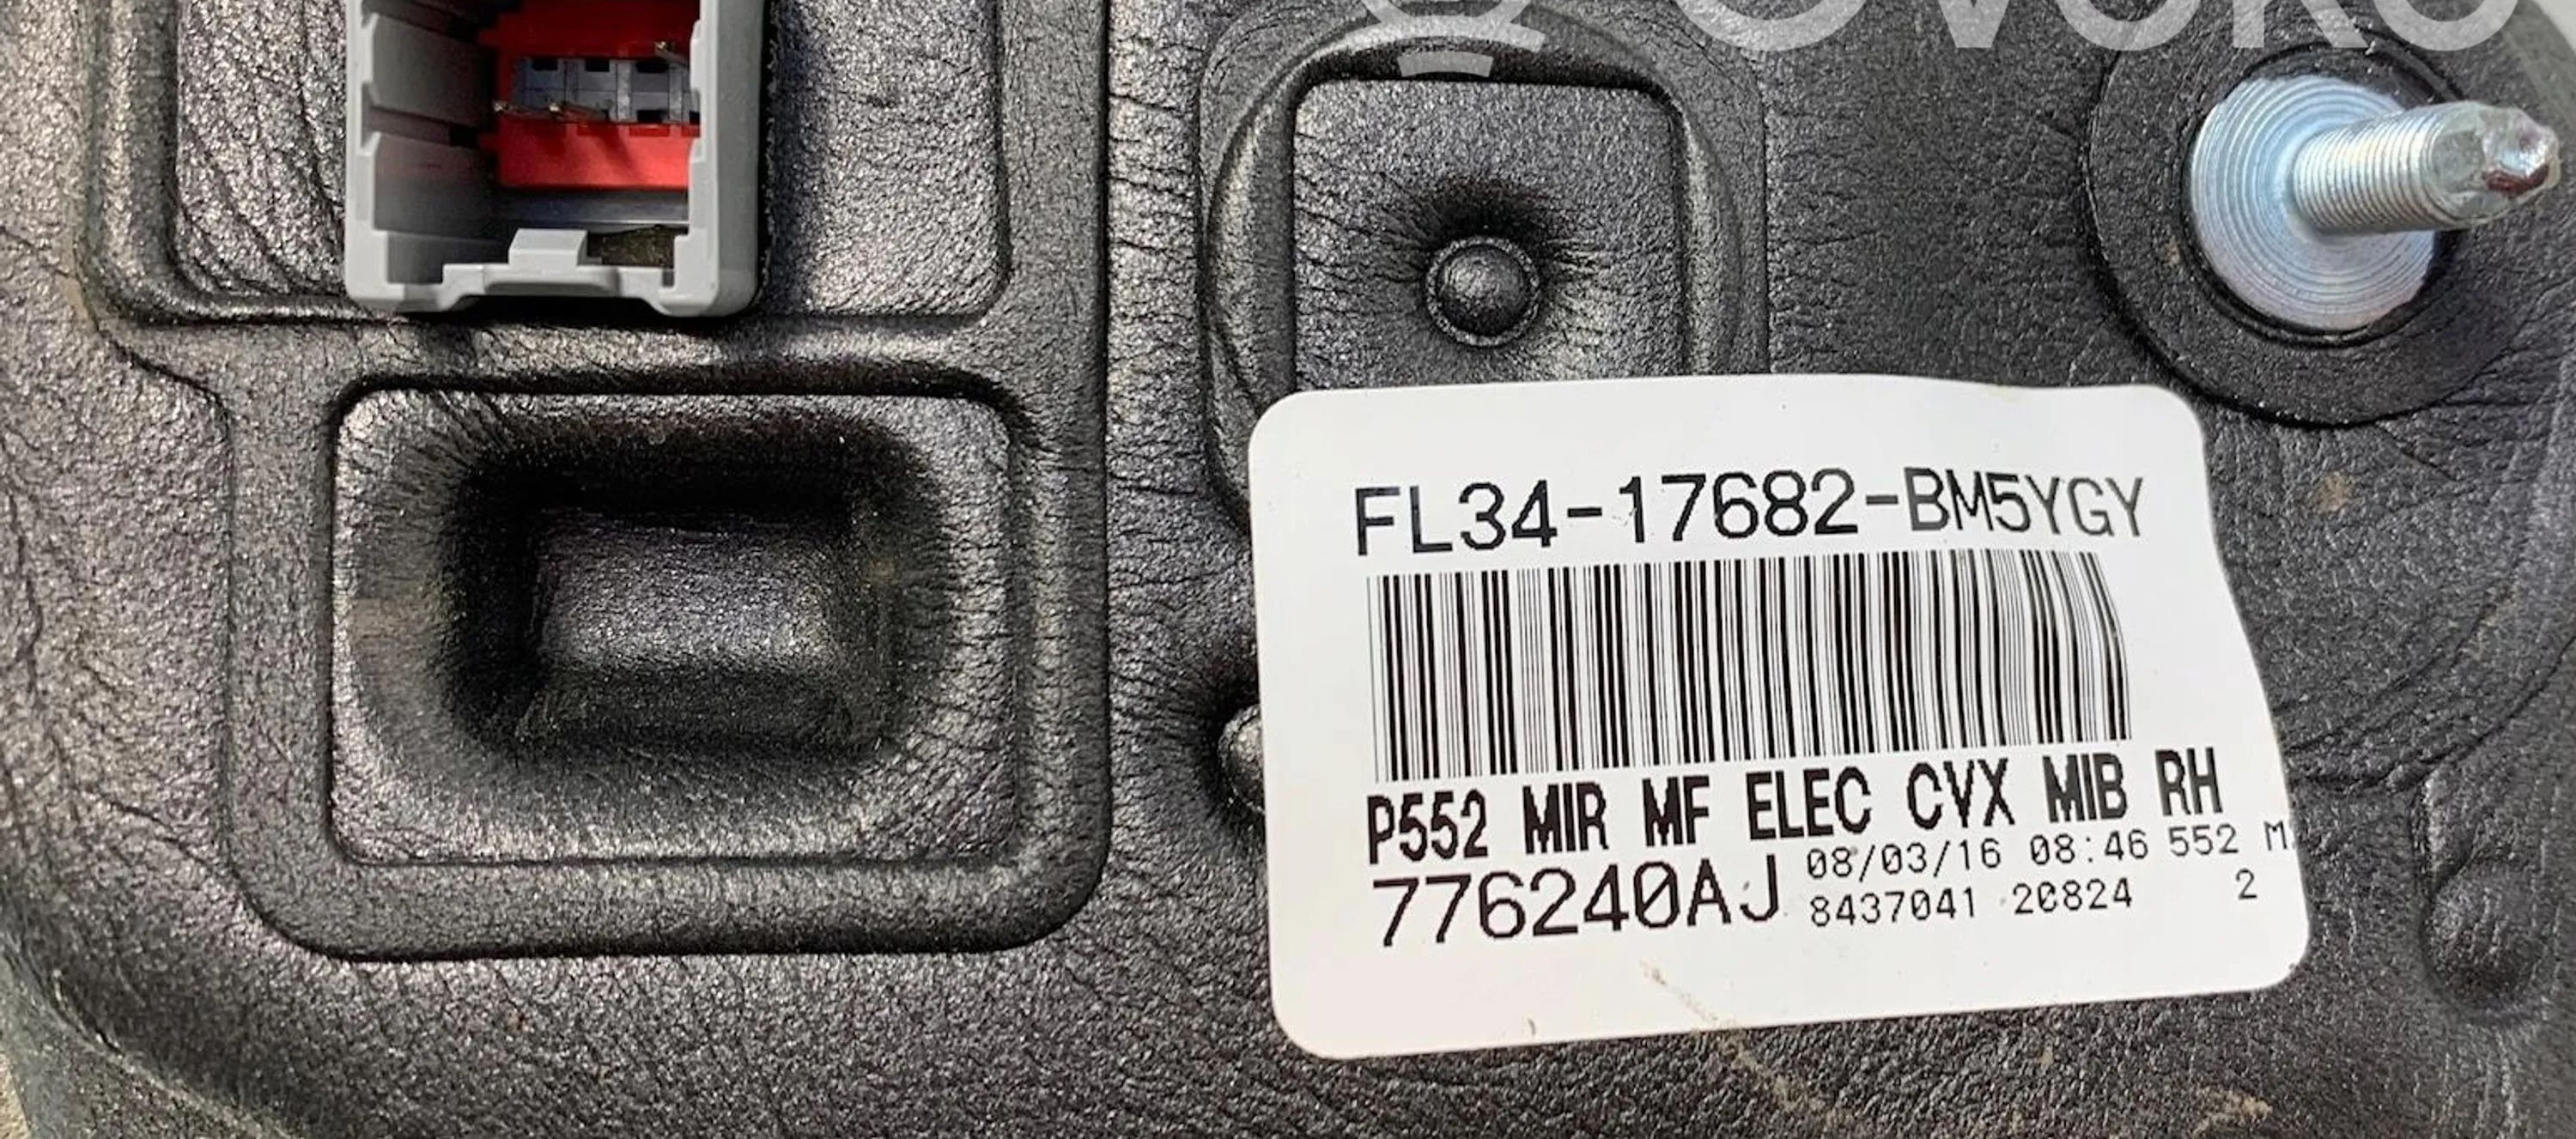 FL34-17682-BM5YGY
P552 MIR MF ELEC CVX MIB RH
776240AJ 08/03/16 08:46 552
8437041 20824 2